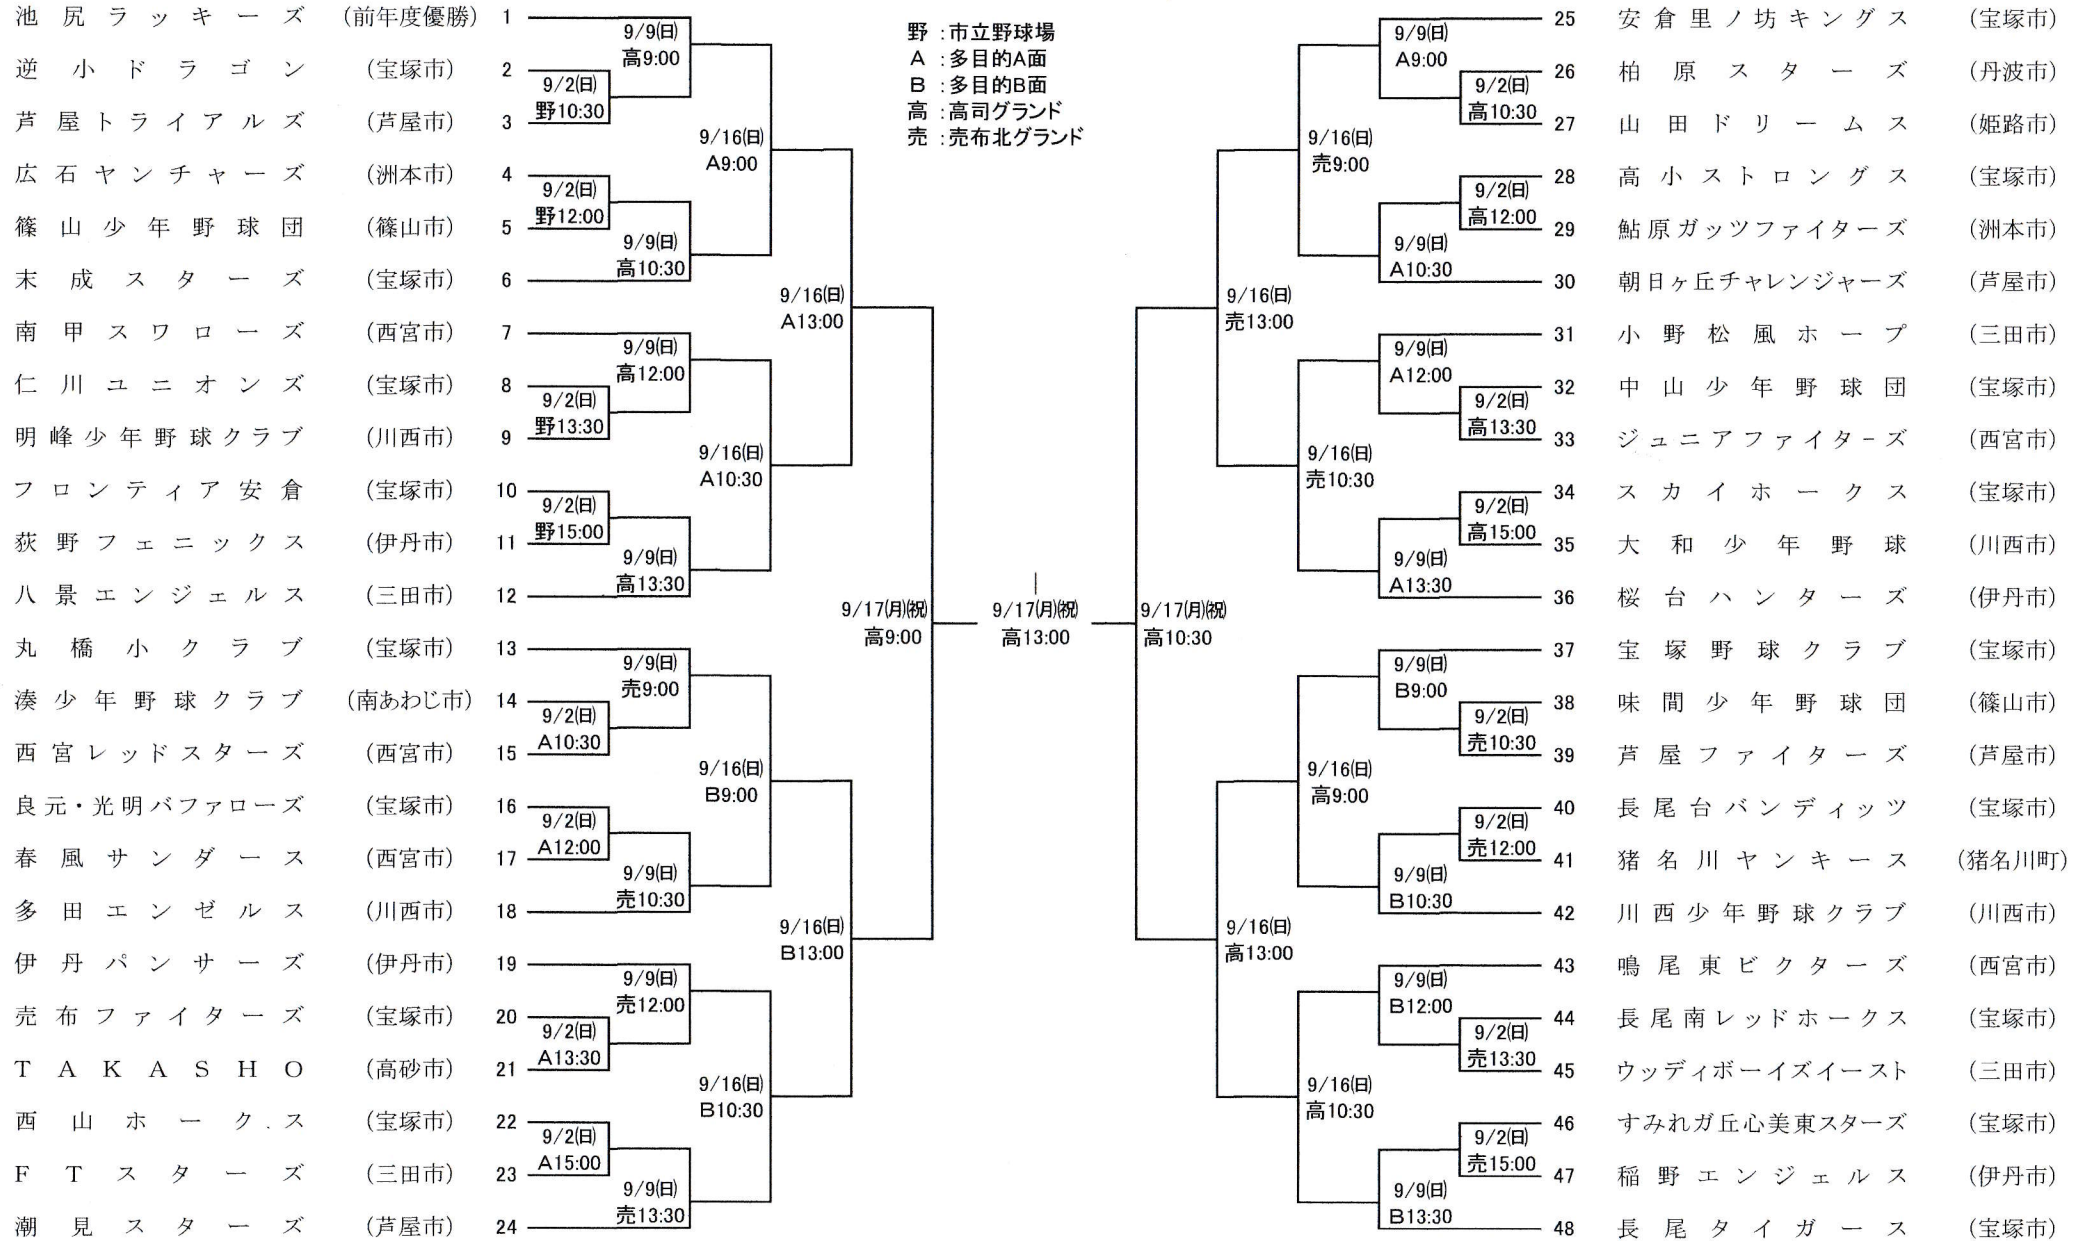 池尻ラッキーズ (前年度優勝) 1
逆小ドラゴン (宝塚市) 2
芦屋トライアルズ (芦屋市) 3
広石ヤンチャーズ (洲本市) 4
篠山少年野球団 (篠山市) 5
末成スターズ (宝塚市) 6
南甲スワローズ (西宮市) 7
仁川ユニオンズ (宝塚市) 8
明峰少年野球クラブ (川西市) 9
フロンティア安倉 (宝塚市) 10
荻野フェニックス (伊丹市) 11
八景エンジェルス (三田市) 12
丸橋小クラブ (宝塚市) 13
湊少年野球クラブ (南あわじ市) 14
西宮レッドスターズ (西宮市) 15
良元・光明バファローズ (宝塚市) 16
春風サンダース (西宮市) 17
多田エンゼルス (川西市) 18
伊丹パンサーズ (伊丹市) 19
売布ファイターズ (宝塚市) 20
TAKASHO (高砂市) 21
西山ホークス (宝塚市) 22
FTスターズ (三田市) 23
潮見スターズ (芦屋市) 24
9/2(日)
野10:30
9/2(日)
野12:00
9/2(日)
野13:30
9/2(日)
野15:00
9/2(日)
A10:30
9/2(日)
A12:00
9/2(日)
A13:30
9/2(日)
A15:00
9/9(日)
高9:00
9/9(日)
高10:30
9/9(日)
高12:00
9/9(日)
高13:30
9/9(日)
売9:00
9/9(日)
売10:30
9/9(日)
売12:00
9/9(日)
売13:30
9/16(日)
A9:00
9/16(日)
A10:30
9/16(日)
B9:00
9/16(日)
B10:30
9/16(日)
A13:00
9/16(日)
B13:00
9/17(月)(祝)
高9:00
野:市立野球場
A:多目的A面
B:多目的B面
高:高司グランド
売:売布北グランド
9/17(月)(祝)
高13:00
9/17(月)(祝)
高10:30
9/16(日)
売13:00
9/16(日)
高13:00
9/16(日)
売9:00
9/16(日)
売10:30
9/16(日)
高9:00
9/16(日)
高10:30
9/9(日)
A9:00
9/9(日)
A10:30
9/9(日)
A12:00
9/9(日)
A13:30
9/9(日)
B9:00
9/9(日)
B10:30
9/9(日)
B12:00
9/9(日)
B13:30
9/2(日)
高10:30
9/2(日)
高12:00
9/2(日)
高13:30
9/2(日)
高15:00
9/2(日)
売10:30
9/2(日)
売12:00
9/2(日)
売13:30
9/2(日)
売15:00
25 安倉里ノ坊キングス (宝塚市)
26 柏原スターズ (丹波市)
27 山田ドリームス (姫路市)
28 高小ストロングス (宝塚市)
29 鮎原ガッツファイターズ (洲本市)
30 朝日ヶ丘チャレンジャーズ (芦屋市)
31 小野松風ホープ (三田市)
32 中山少年野球団 (宝塚市)
33 ジュニアファイターズ (西宮市)
34 スカイホークス (宝塚市)
35 大和少年野球 (川西市)
36 桜台ハンターズ (伊丹市)
37 宝塚野球クラブ (宝塚市)
38 味間少年野球団 (篠山市)
39 芦屋ファイターズ (芦屋市)
40 長尾台バンディッツ (宝塚市)
41 猪名川ヤンキース (猪名川町)
42 川西少年野球クラブ (川西市)
43 鳴尾東ビクターズ (西宮市)
44 長尾南レッドホークス (宝塚市)
45 ウッディボーイズイースト (三田市)
46 すみれガ丘心美東スターズ (宝塚市)
47 稲野エンジェルス (伊丹市)
48 長尾タイガース (宝塚市)